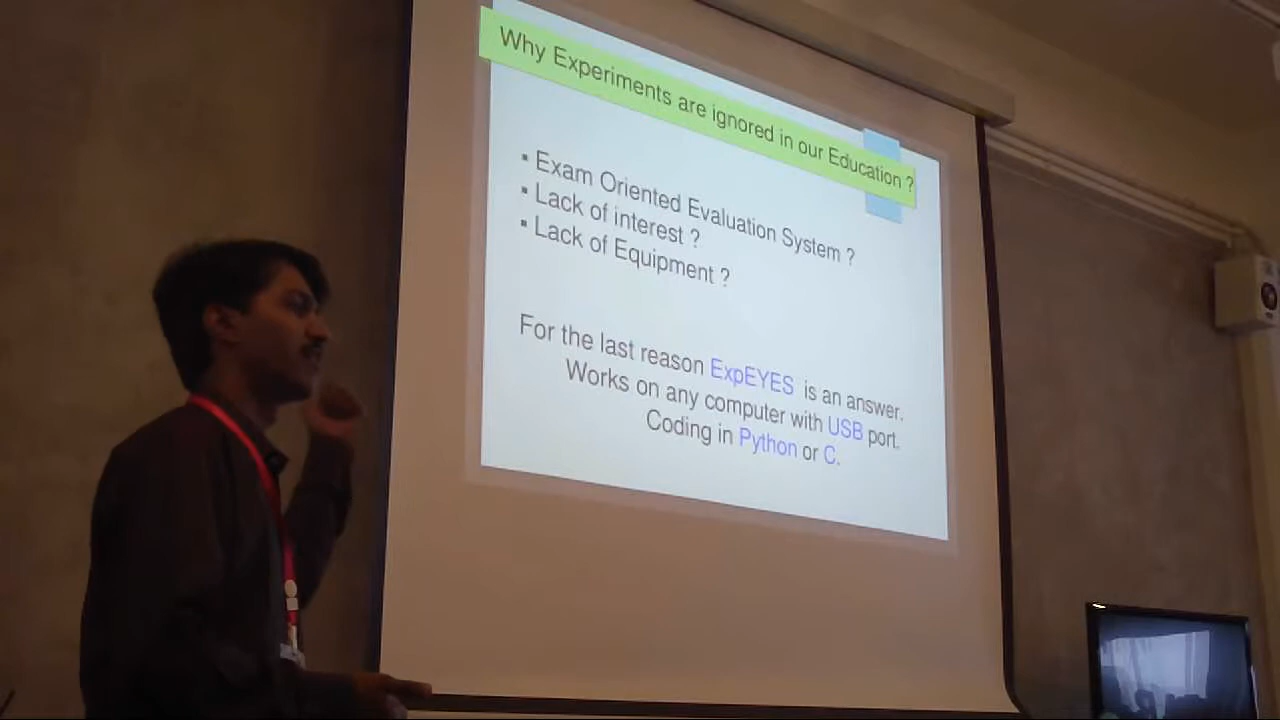 Why Experiments are ignored in our Education ?
▪ Exam Oriented Evaluation System ?
▪ Lack of interest ?
▪ Lack of Equipment ?
For the last reason ExpEYES is an answer.
Works on any computer with USB port.
Coding in Python or C.